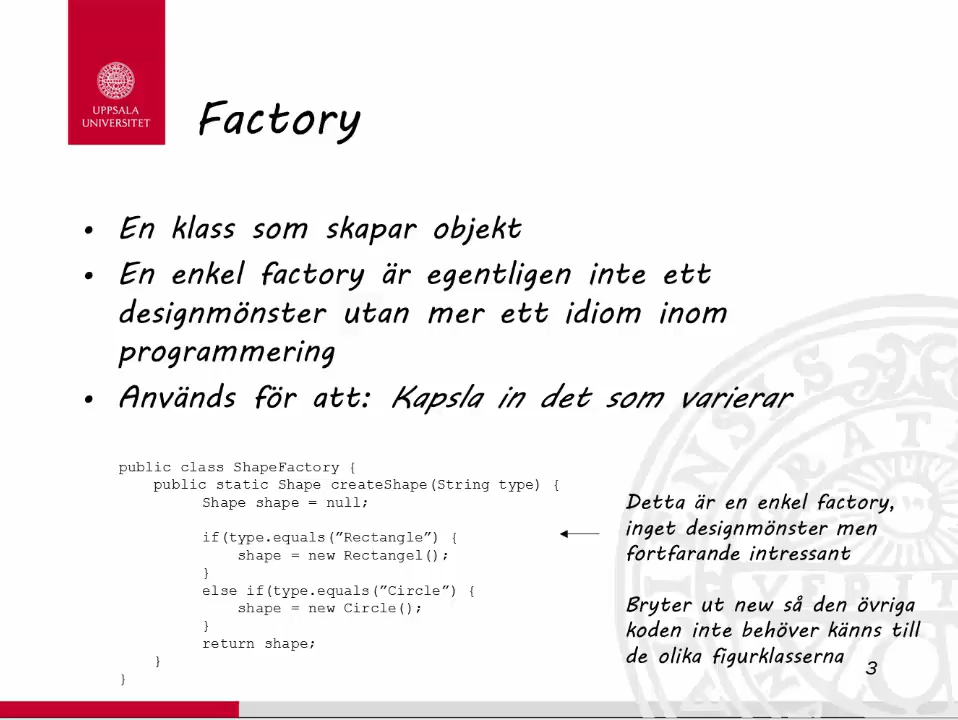 UPPSALA
UNIVERSITET
Factory
• En klass som skapar objekt
• En enkel factory är egentligen inte ett
designmönster utan mer ett idiom inom
programmering
• Används för att: Kapsla in det som varierar
public class ShapeFactory {
public static Shape createShape(String type) {
Shape shape = null;
if(type.equals(”Rectangle”) {
shape = new Rectangel();
}
else if(type.equals(”Circle”) {
shape = new Circle();
}
return shape;
}
}
Detta är en enkel factory,
inget designmönster men
fortfarande intressant
Bryter ut new så den övriga
koden inte behöver känns till
de olika figurklasserna
3